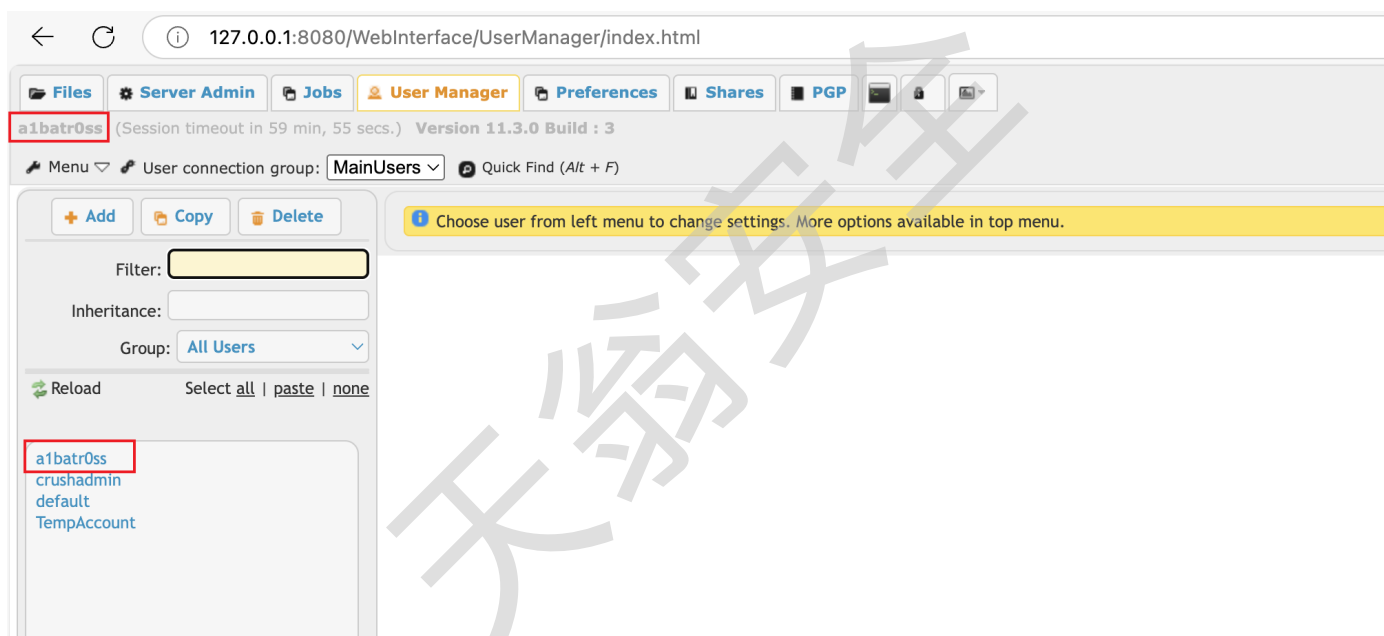 127.0.0.1:8080/WebInterface/UserManager/index.html
Files Server Admin Jobs User Manager Preferences Shares PGP
a1batr0ss (Session timeout in 59 min, 55 secs.) Version 11.3.0 Build : 3
Menu User connection group: MainUsers Quick Find (Alt + F)
Add Copy Delete
Choose user from left menu to change settings. More options available in top menu.
Filter:
Inheritance:
Group: All Users
Reload Select all | paste | none
a1batr0ss
crushadmin
default
TempAccount
天翁安全